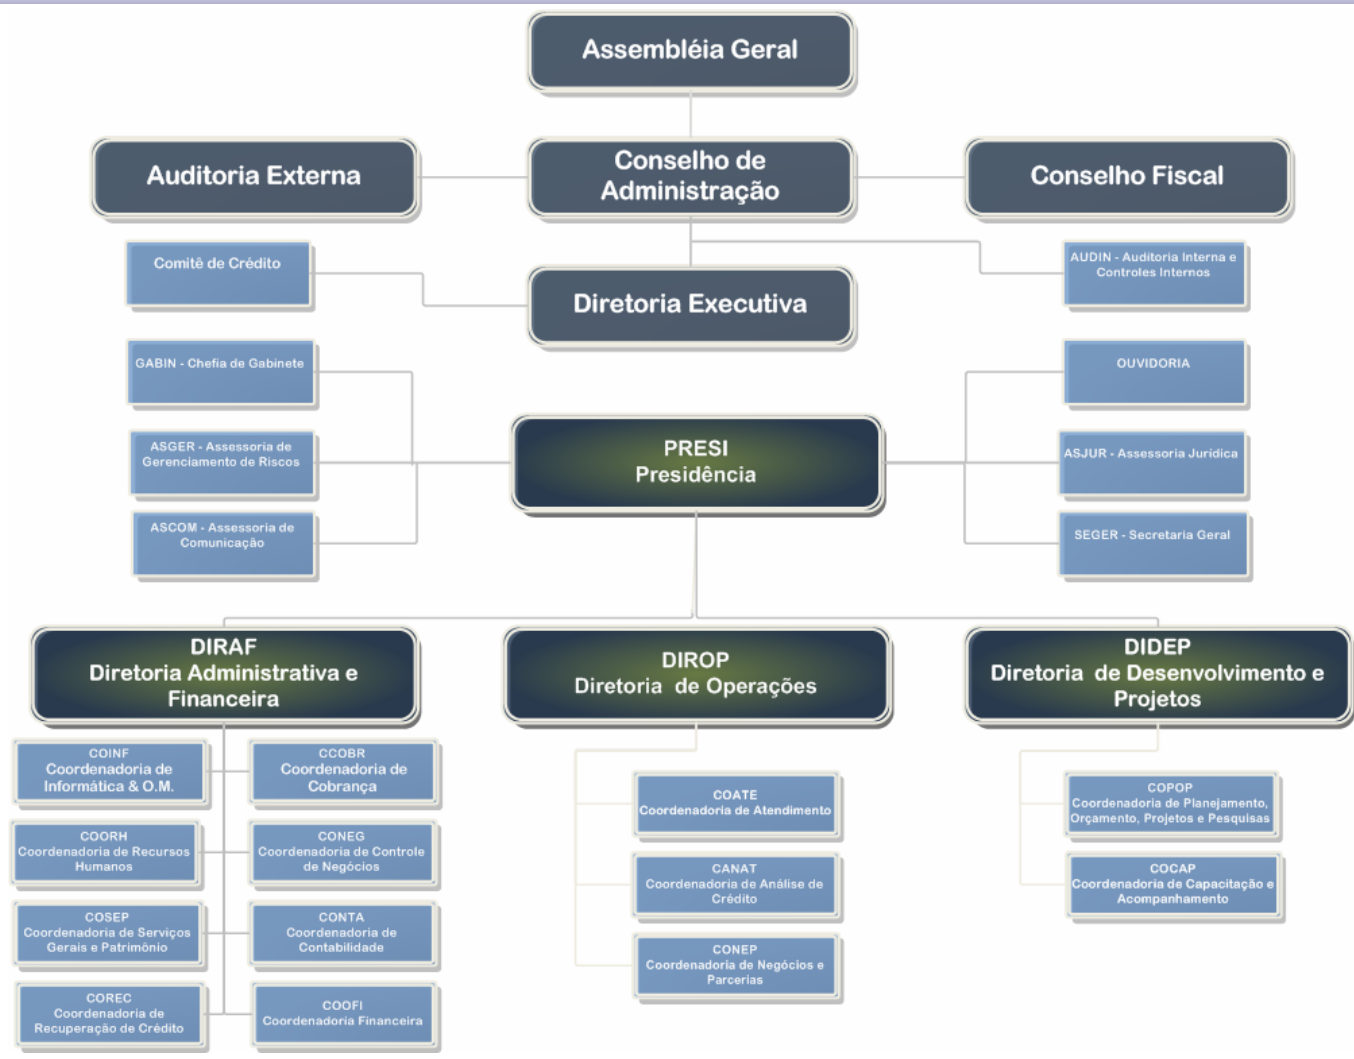 Assembléia Geral
Auditoria Externa
Conselho de
Administração
Conselho Fiscal
Comitê de Crédito
Diretoria Executiva
AUDIN - Auditoria Interna e
Controles Internos
GABIN - Chefia de Gabinete
OUVIDORIA
ASGER - Assessoria de
Gerenciamento de Riscos
PRESI
Presidência
ASJUR - Assessoria Jurídica
ASCOM - Assessoria de
Comunicação
SEGER - Secretaria Geral
DIRAF
Diretoria Administrativa e
Financeira
DIROP
Diretoria de Operações
DIDEP
Diretoria de Desenvolvimento e
Projetos
COINF
Coordenadoria de
Informática & O.M.
CCOBR
Coordenadoria de
Cobrança
COORH
Coordenadoria de Recursos
Humanos
CONEG
Coordenadoria de Controle
de Negócios
COSEP
Coordenadoria de Serviços
Gerais e Patrimônio
CONTA
Coordenadoria de
Contabilidade
COREC
Coordenadoria de
Recuperação de Crédito
COOFI
Coordenadoria Financeira
COATE
Coordenadoria de Atendimento
CANAT
Coordenadoria de Análise de
Crédito
CONEP
Coordenadoria de Negócios e
Parcerias
COPOP
Coordenadoria de Planejamento,
Orçamento, Projetos e Pesquisas
COCAP
Coordenadoria de Capacitação e
Acompanhamento